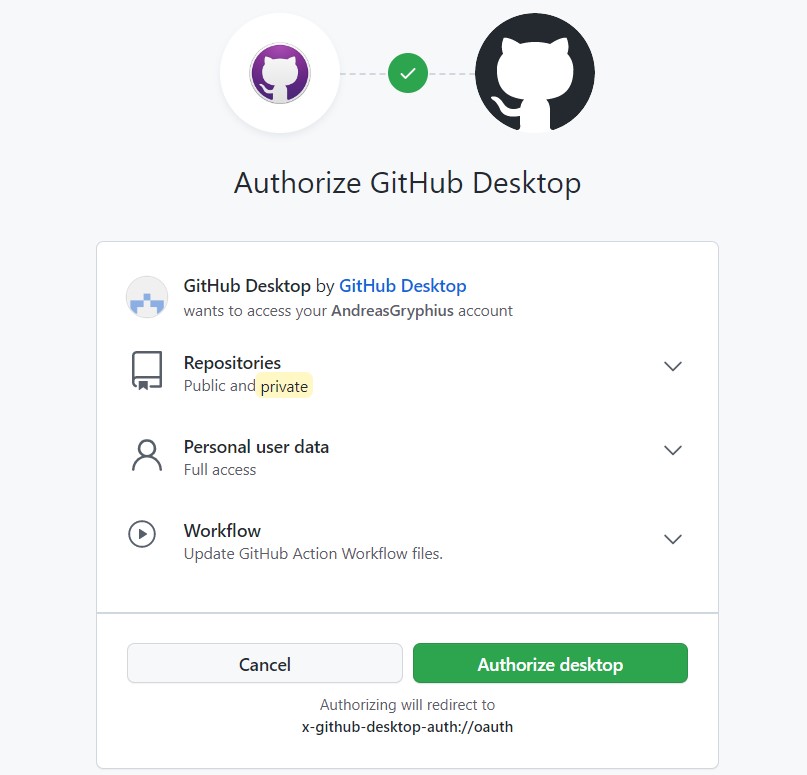 Authorize GitHub Desktop
GitHub Desktop by GitHub Desktop
wants to access your AndreasGryphius account
Repositories
Public and private
Personal user data
Full access
Workflow
Update GitHub Action Workflow files.
Cancel
Authorize desktop
Authorizing will redirect to
x-github-desktop-auth://oauth